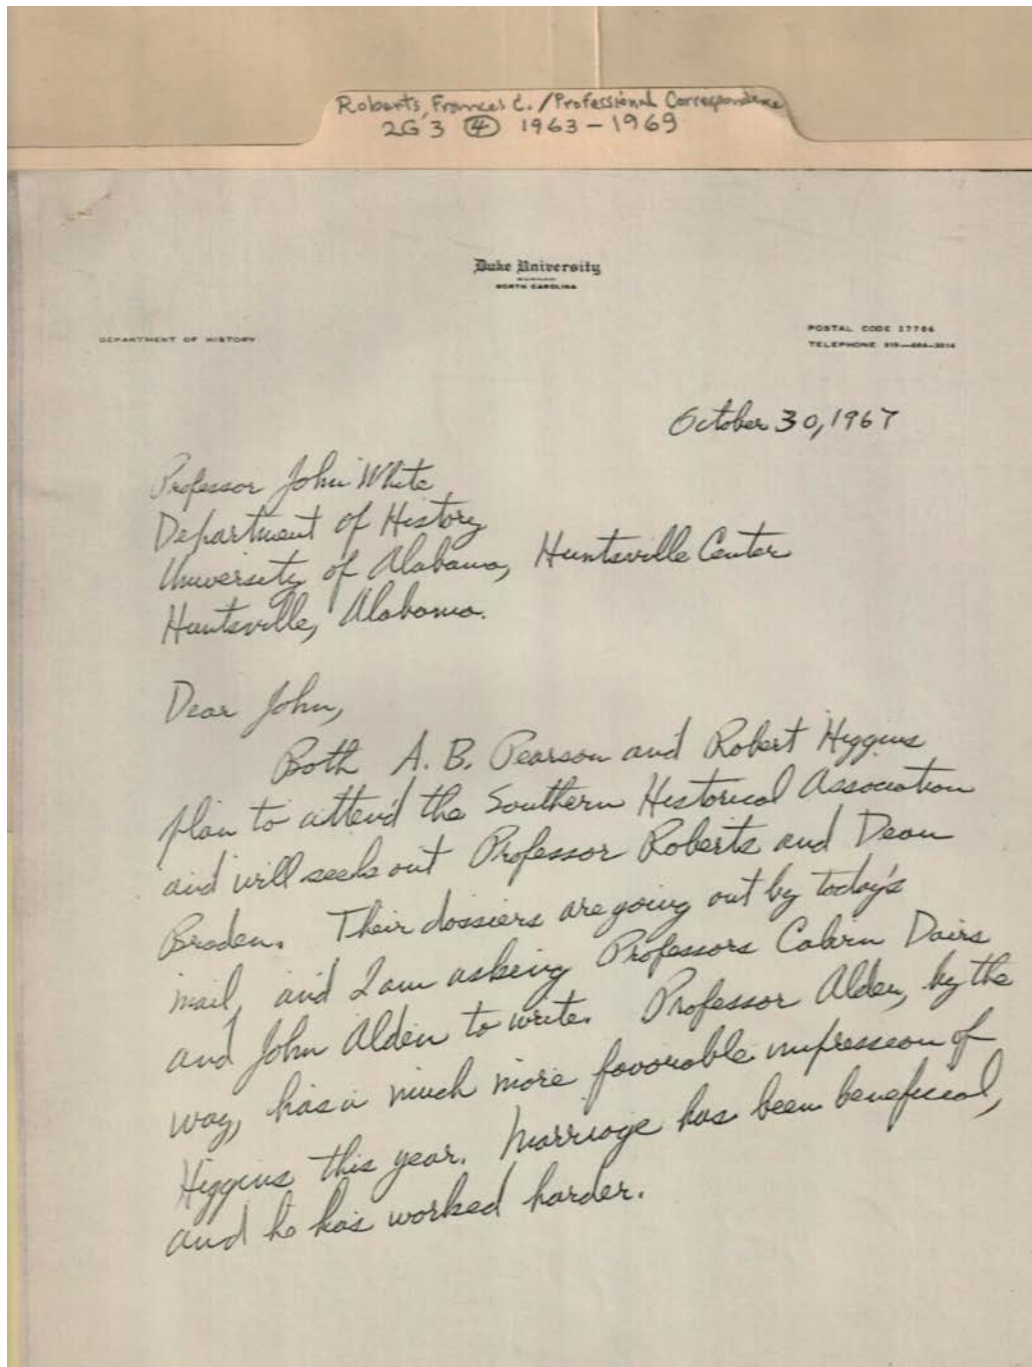 Roberts, Frances C. / Professional Correspondence
2G3 (4) 1963-1969
Duke University
DURHAM
NORTH CAROLINA
DEPARTMENT OF HISTORY
POSTAL CODE 27706
TELEPHONE 919-684-3014
October 30, 1967
Professor John White
Department of History
University of Alabama, Huntsville Center
Huntsville, Alabama.
Dear John,
Both A. B. Pearson and Robert Higgins
plan to attend the Southern Historical Association
and will seek out Professor Roberts and Dean
Braden. Their dossiers are going out by today's
mail, and I am asking Professors Calvin Davis
and John Alden to write. Professor Alden, by the
way, has a much more favorable impression of
Higgins this year. Marriage has been beneficial,
and he has worked harder.